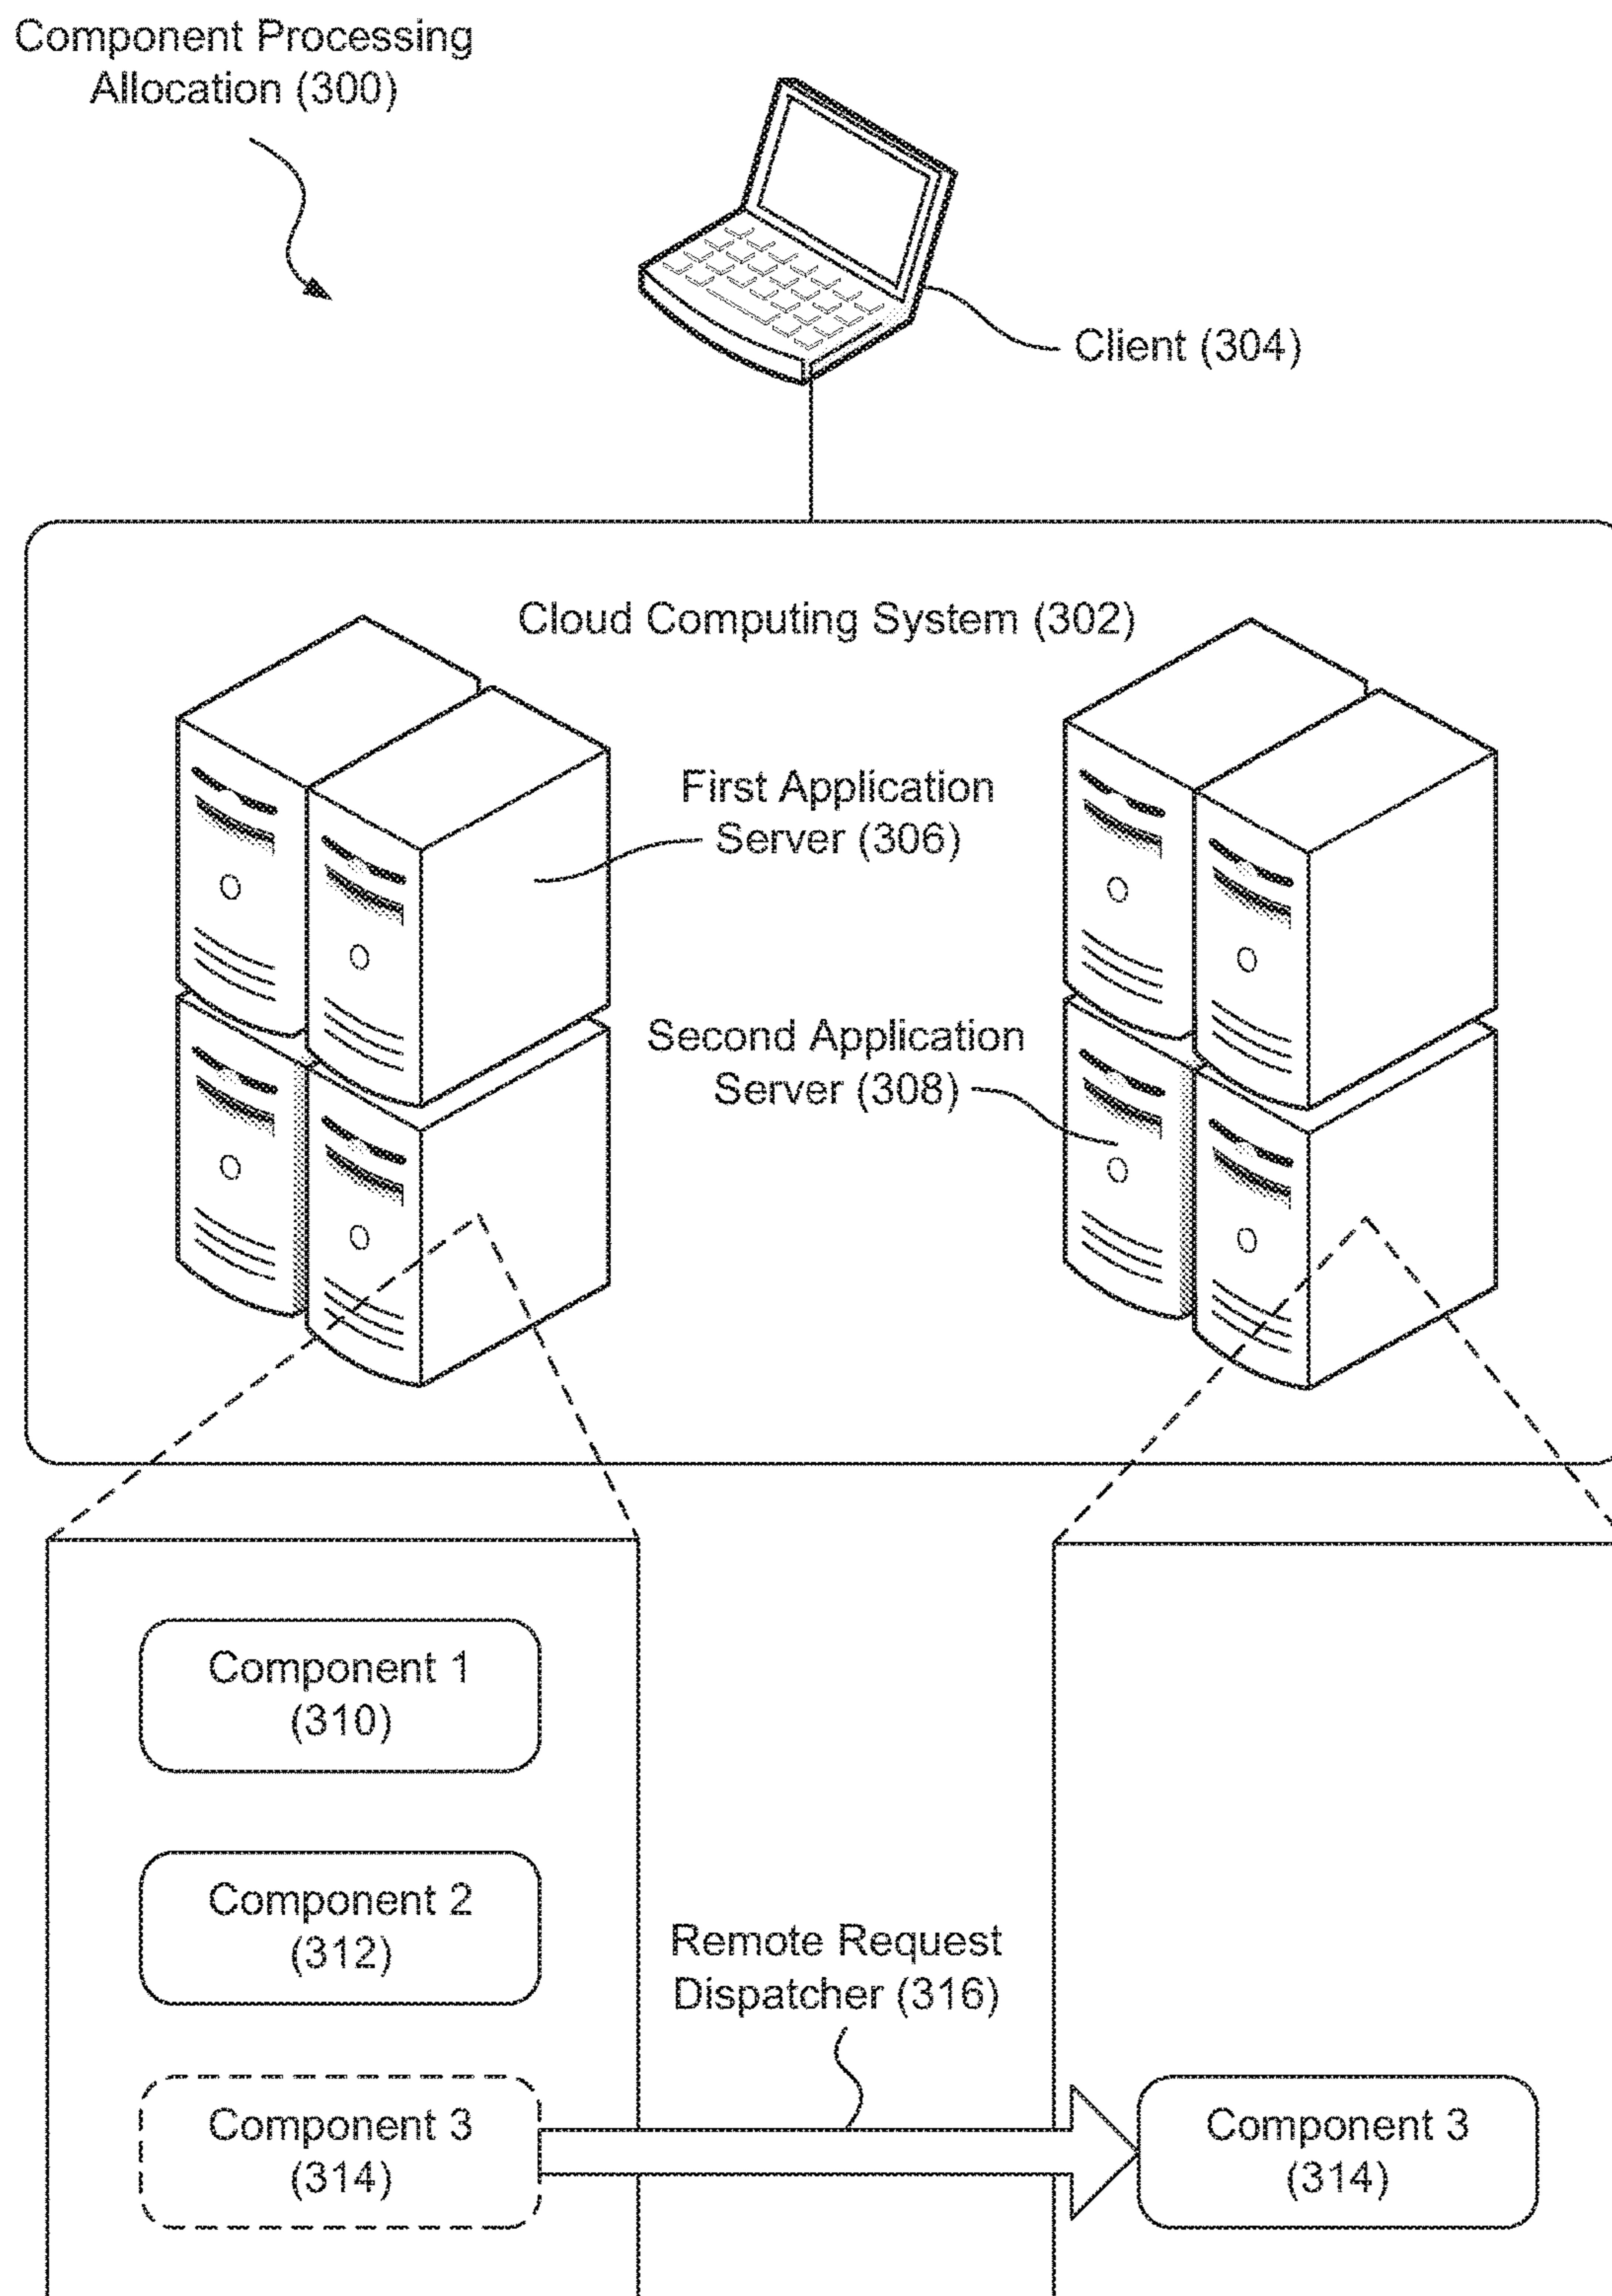 Component Processing
Allocation (300)
Client (304)
Cloud Computing System (302)
First Application
Server (306)
Second Application
Server (308)
Component 1
(310)
Component 2
(312)
Remote Request
Dispatcher (316)
Component 3
(314)
Component 3
(314)